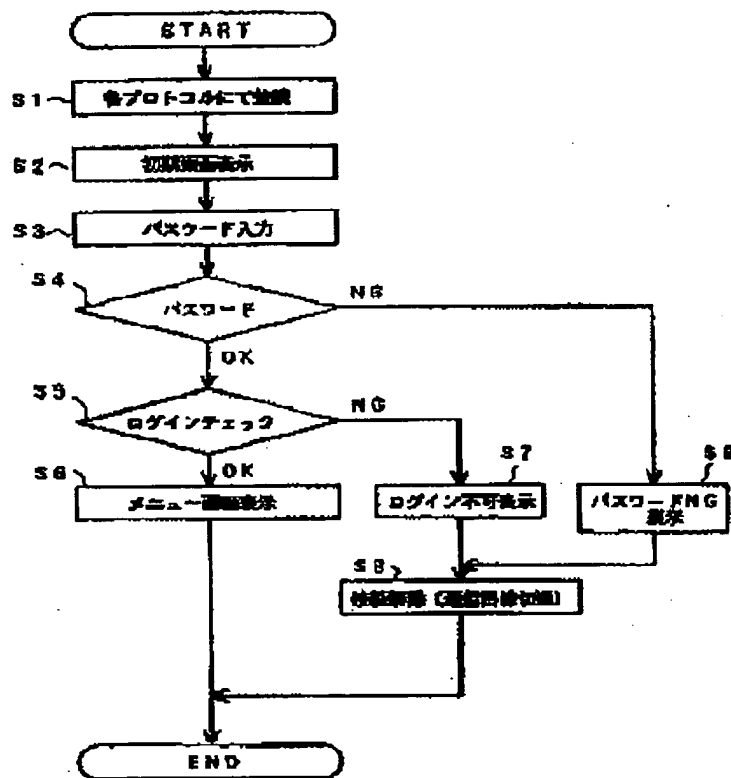 START
S1
各プロトコルにて接続
S2
初期画面表示
S3
パスワード入力
S4
パスワード
NG
OK
S5
ログインチェック
NG
OK
S6
メニュー画面表示
S7
ログイン不可表示
パスワードNG
表示
S8
接続解除(通信回線切断)
END